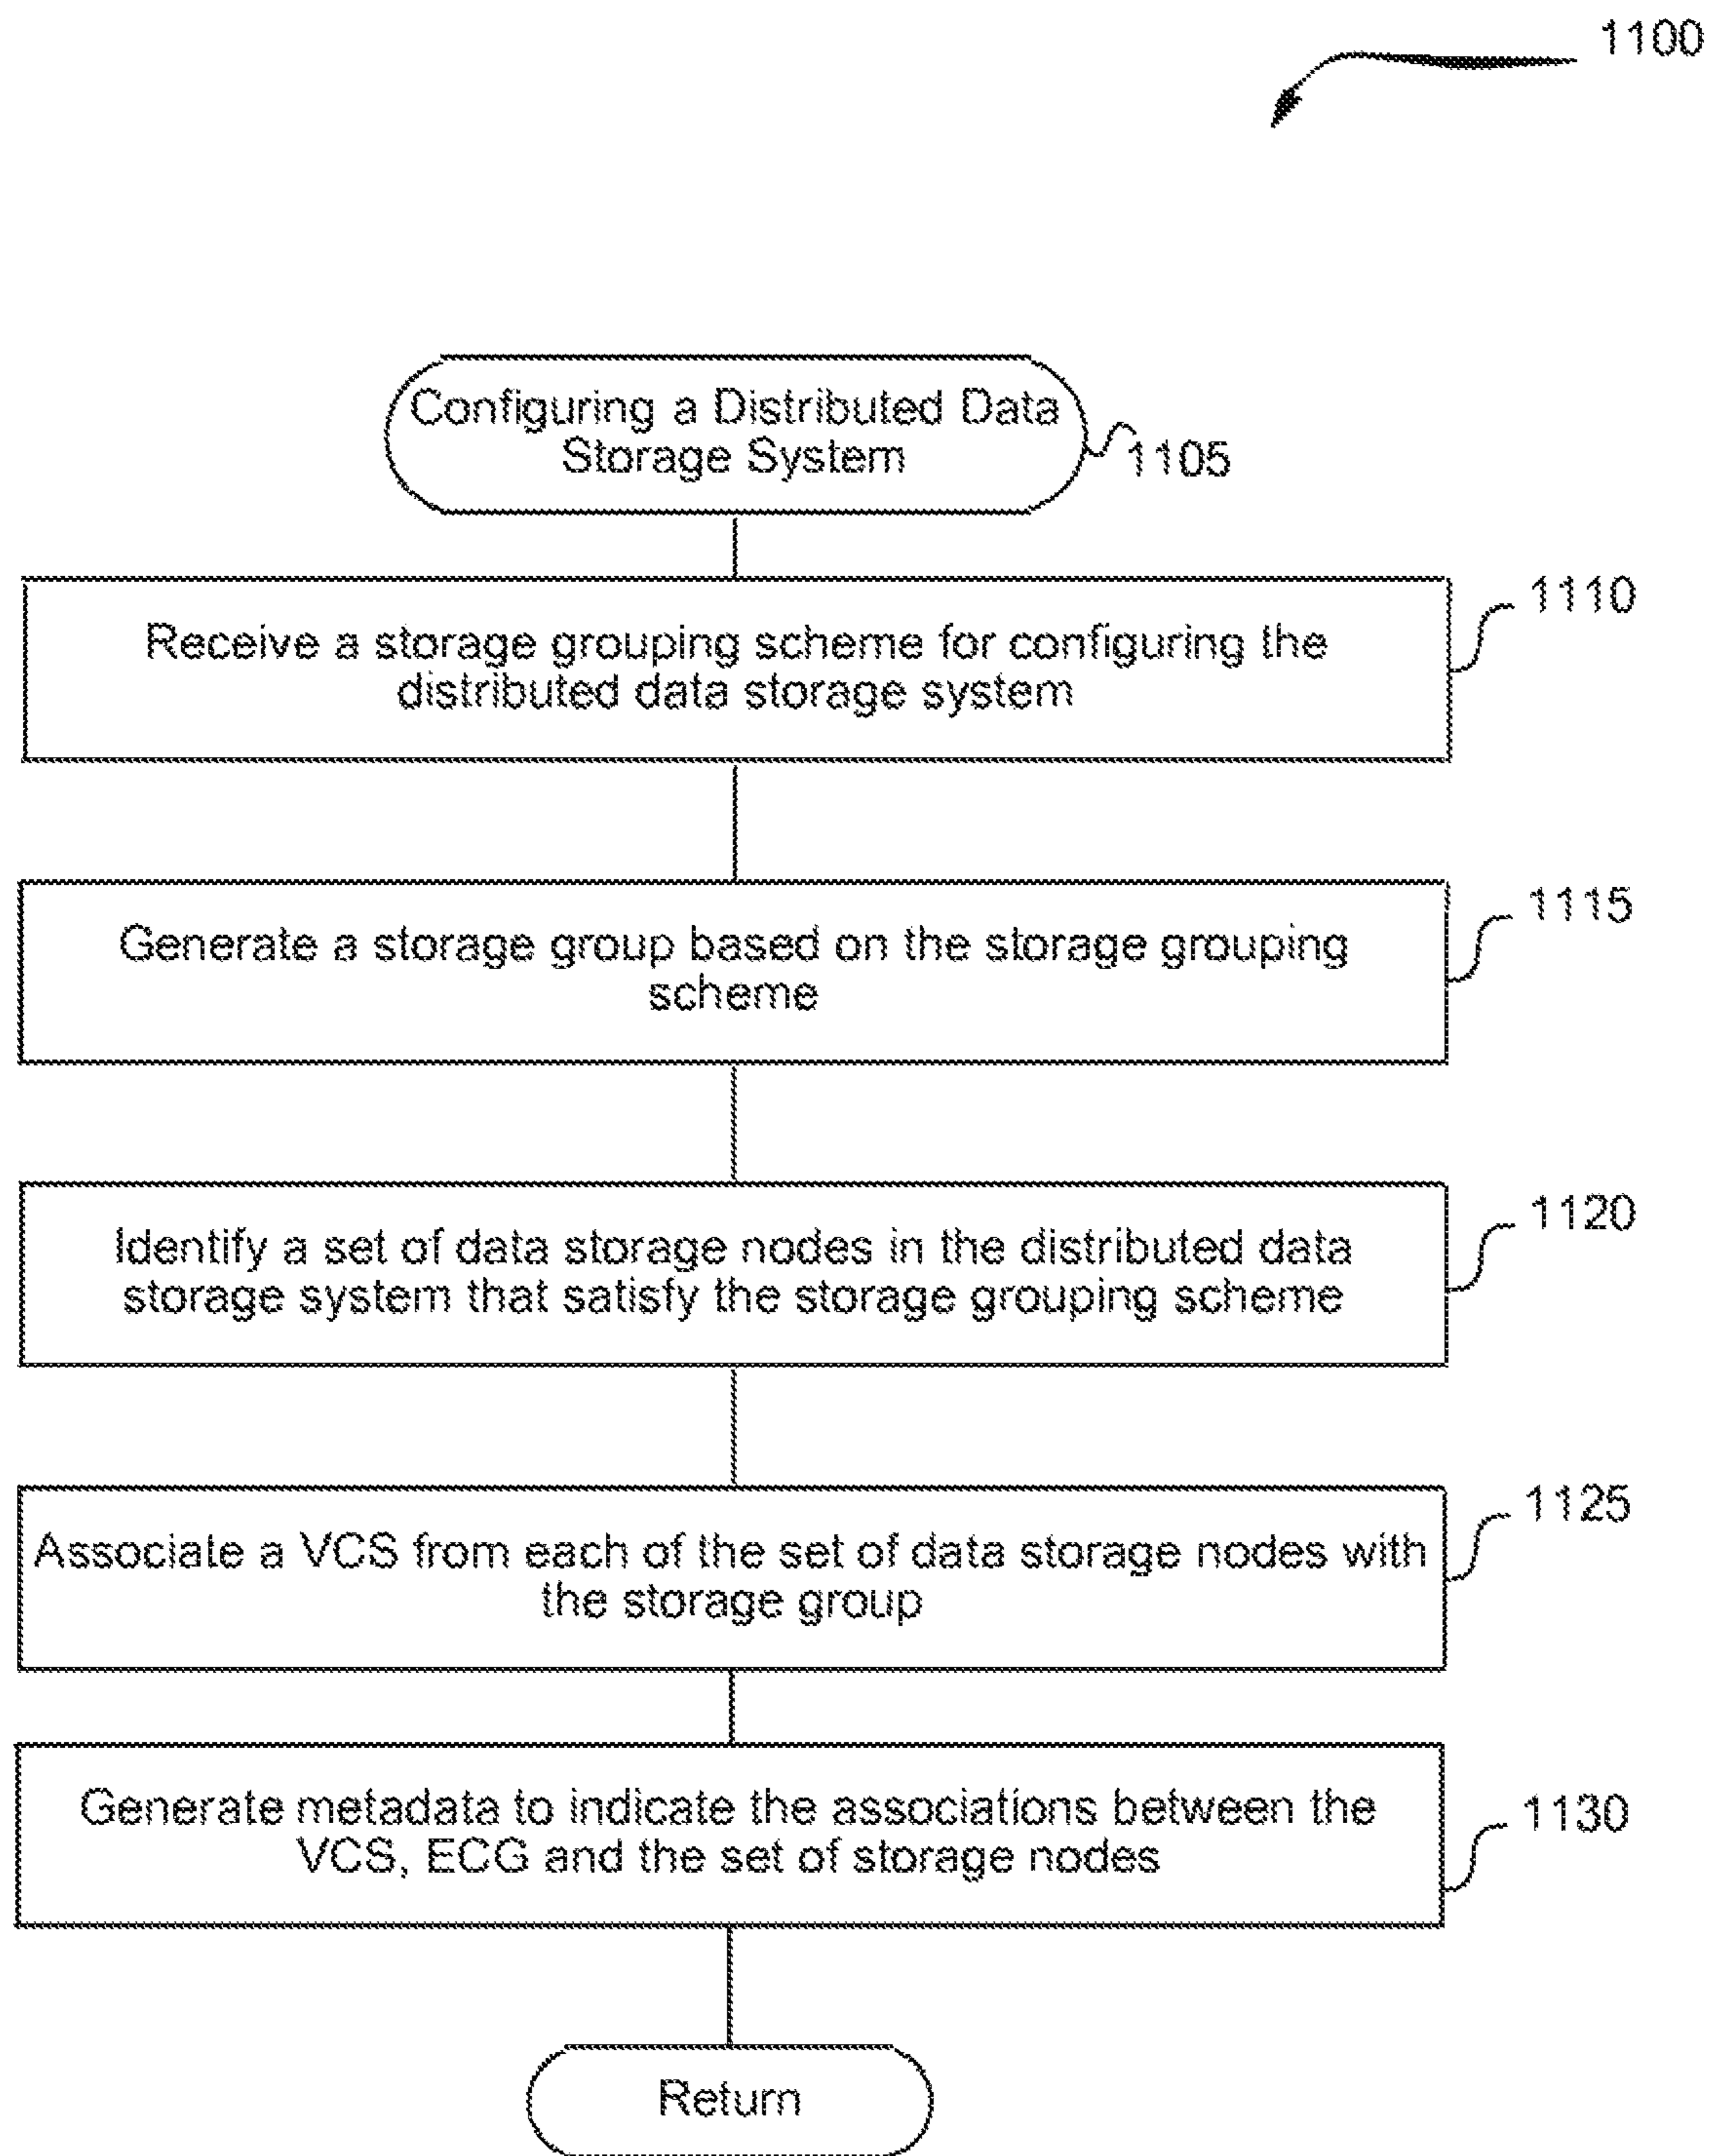 1100
Configuring a Distributed Data
Storage System
1105
Receive a storage grouping scheme for configuring the
distributed data storage system
1110
Generate a storage group based on the storage grouping
scheme
1115
Identify a set of data storage nodes in the distributed data
storage system that satisfy the storage grouping scheme
1120
Associate a VCS from each of the set of data storage nodes with
the storage group
1125
Generate metadata to indicate the associations between the
VCS, ECG and the set of storage nodes
1130
Return